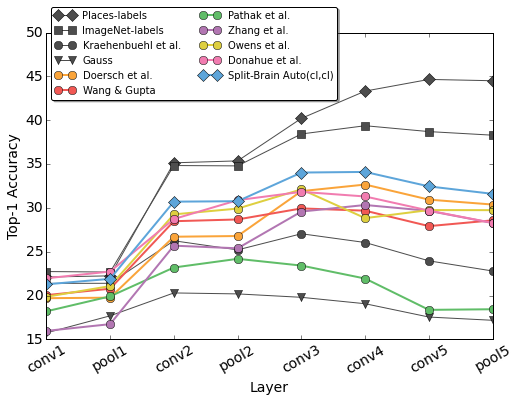 Places-labels
ImageNet-labels
Kraehenbuehl et al.
Gauss
Doersch et al.
Wang & Gupta
Pathak et al.
Zhang et al.
Owens et al.
Donahue et al.
Split-Brain Auto(cl,cl)
50
45
40
35
30
25
20
15
Top-1 Accuracy
conv1
pool1
conv2
pool2
conv3
conv4
conv5
pool5
Layer